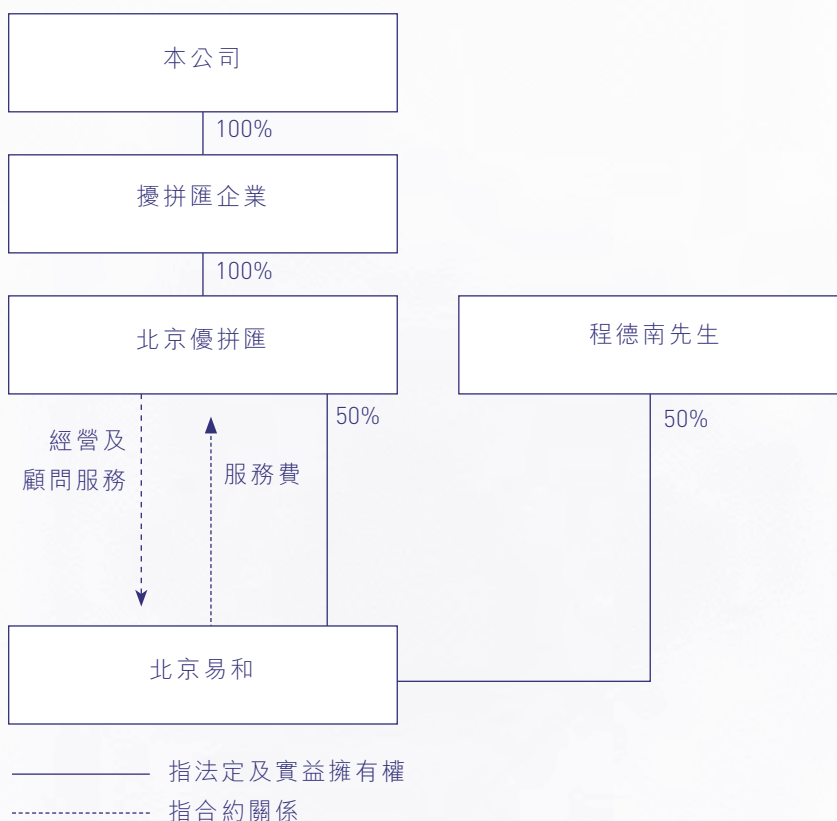 本公司
100%
擾拼匯企業
100%
北京優拼匯
程德南先生
50%
50%
經營及
顧問服務
服務費
北京易和
指法定及實益擁有權
指合約關係